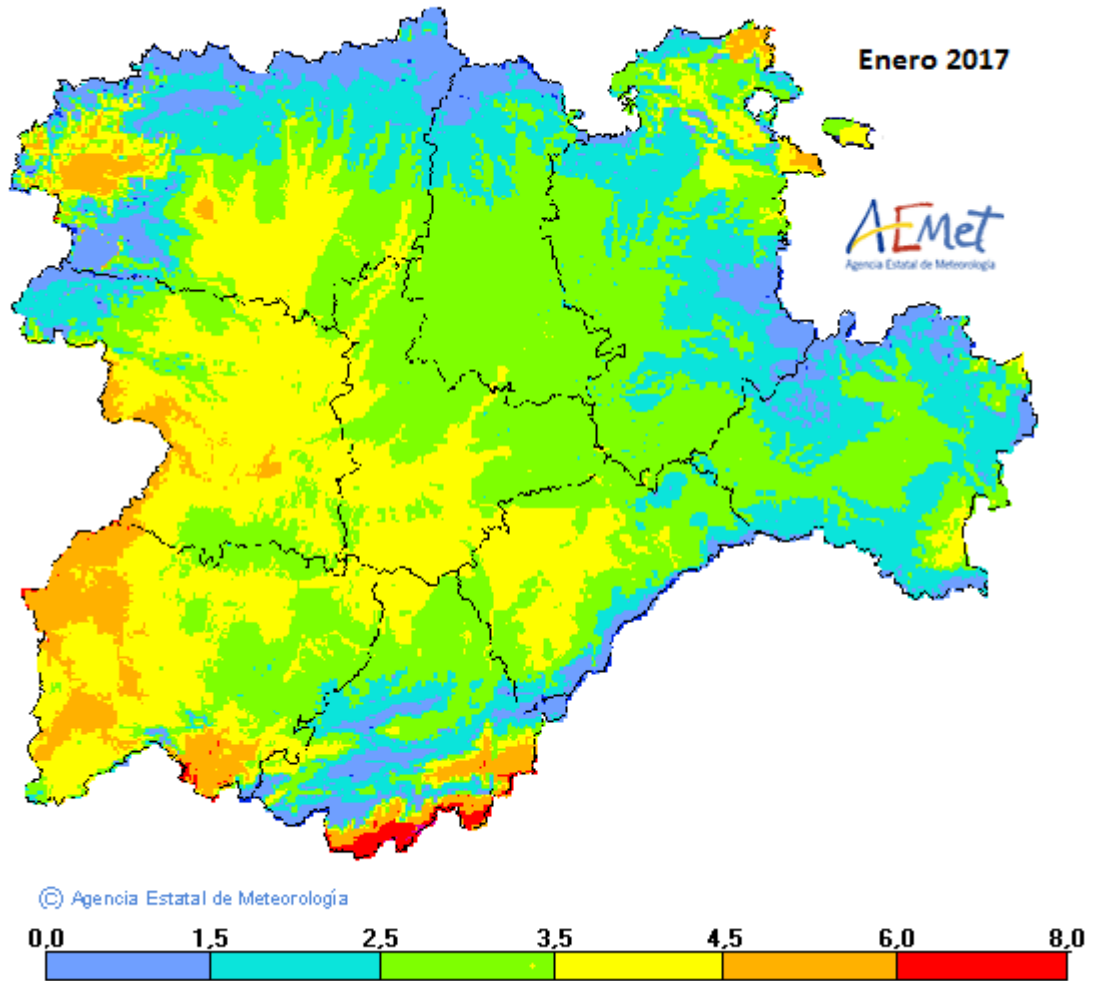 Enero 2017
AEMet
Agencia Estatal de Meteorología
© Agencia Estatal de Meteorología
0,0 1,5 2,5 3,5 4,5 6,0 8,0